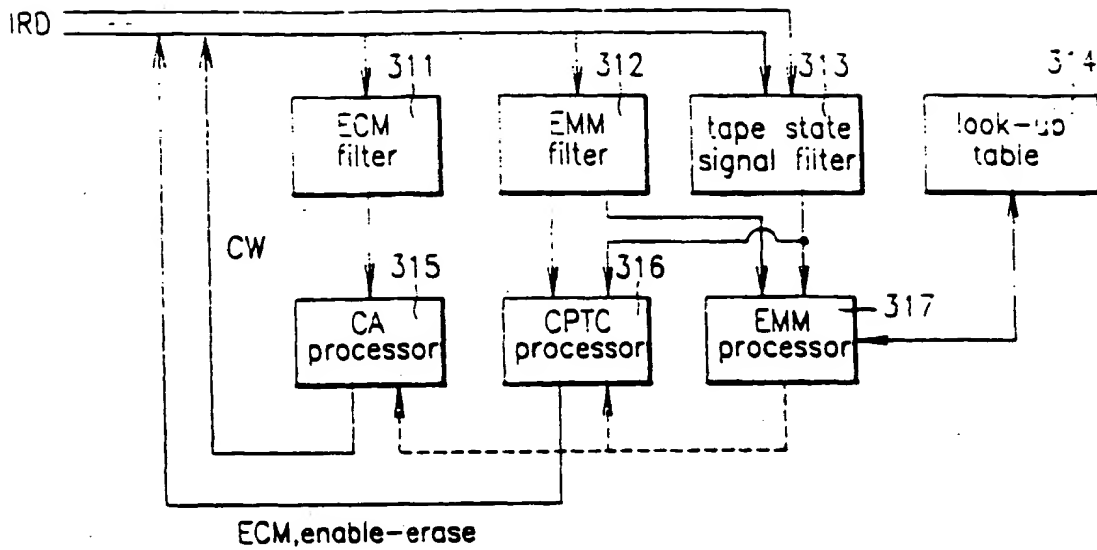 IRD
311
312
313
314
ECM
filter
EMM
filter
tape state
signal filter
look-up
table
CW
315
316
317
CA
processor
CPTC
processor
EMM
processor
ECM,enable-erase